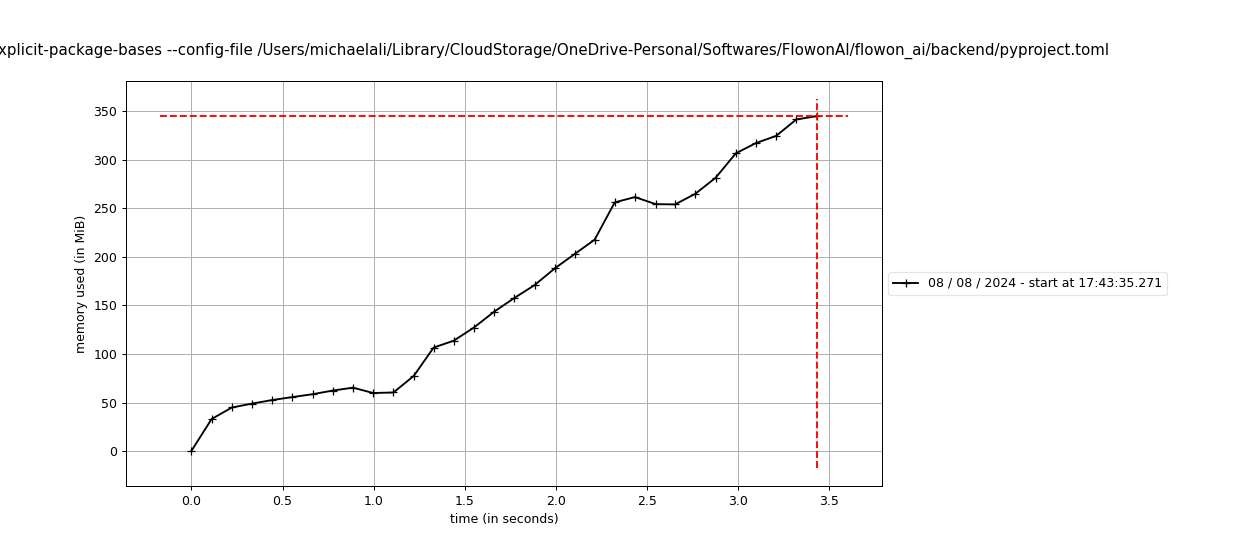 xplicit-package-bases --config-file /Users/michaelali/Library/CloudStorage/OneDrive-Personal/Softwares/FlowonAI/flowon_ai/backend/pyproject.toml
350
300
250
200
150
100
50
0
memory used (in MiB)
0.0 0.5 1.0 1.5 2.0 2.5 3.0 3.5
time (in seconds)
08 / 08 / 2024 - start at 17:43:35.271